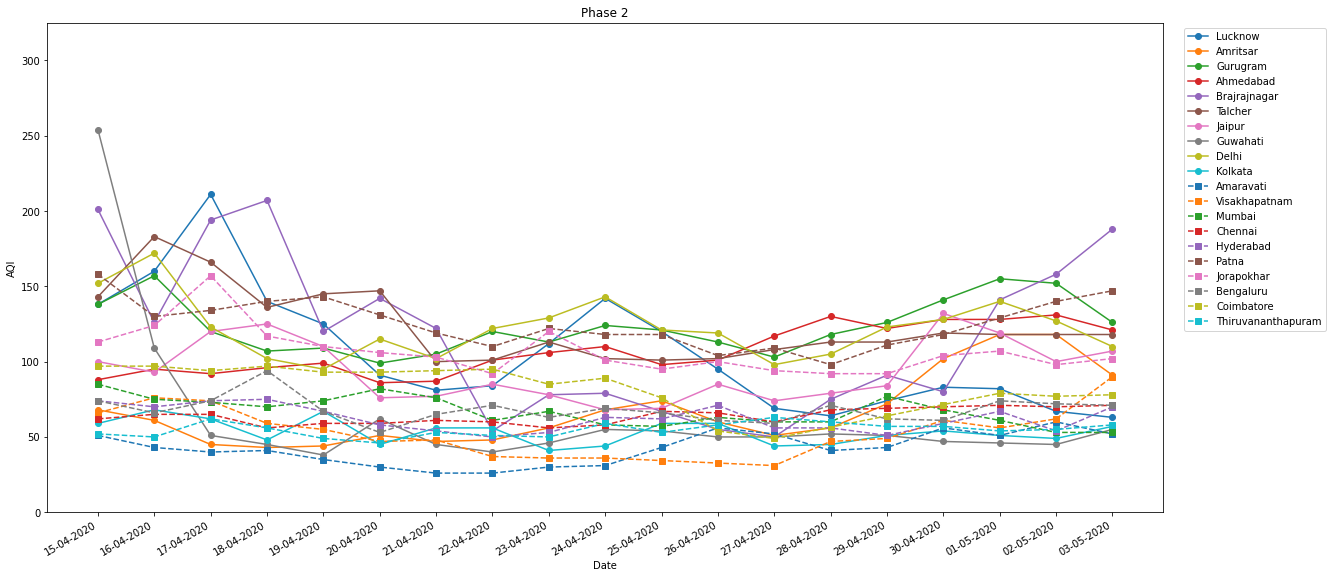 Phase 2
AQI
300
250
200
150
100
50
0
15-04-2020
16-04-2020
17-04-2020
18-04-2020
19-04-2020
20-04-2020
21-04-2020
22-04-2020
23-04-2020
24-04-2020
25-04-2020
26-04-2020
27-04-2020
28-04-2020
29-04-2020
30-04-2020
01-05-2020
02-05-2020
03-05-2020
Date
Lucknow
Amritsar
Gurugram
Ahmedabad
Brajrajnagar
Talcher
Jaipur
Guwahati
Delhi
Kolkata
Amaravati
Visakhapatnam
Mumbai
Chennai
Hyderabad
Patna
Jorapokhar
Bengaluru
Coimbatore
Thiruvananthapuram